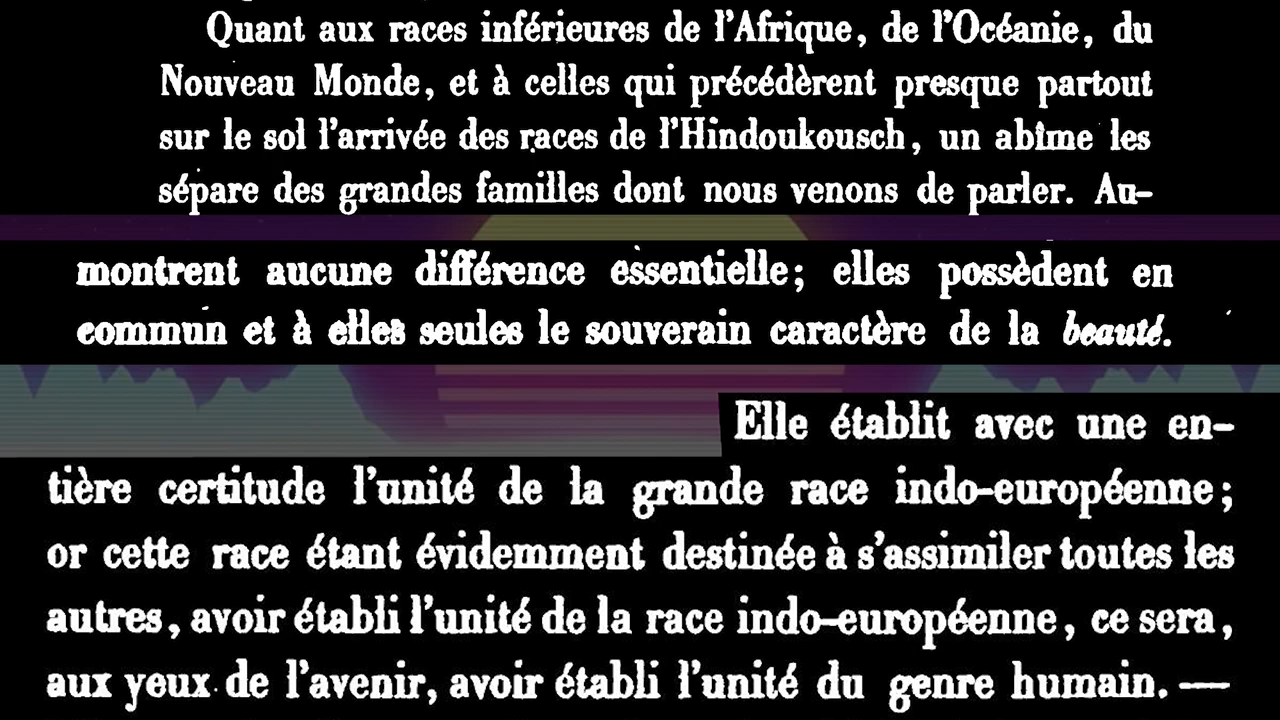 Quant aux races inférieures de l'Afrique, de l'Océanie, du
Nouveau Monde, et à celles qui précédèrent presque partout
sur le sol l'arrivée des races de l'Hindoukousch, un abîme les
sépare des grandes familles dont nous venons de parler. Au-
montrent aucune différence essentielle; elles possèdent en
commun et à elles seules le souverain caractère de la beauté.
Elle établit avec une en-
tière certitude l'unité de la grande race indo-européenne;
or cette race étant évidemment destinée à s'assimiler toutes les
autres, avoir établi l'unité de la race indo-européenne, ce sera,
aux yeux de l'avenir, avoir établi l'unité du genre humain. —